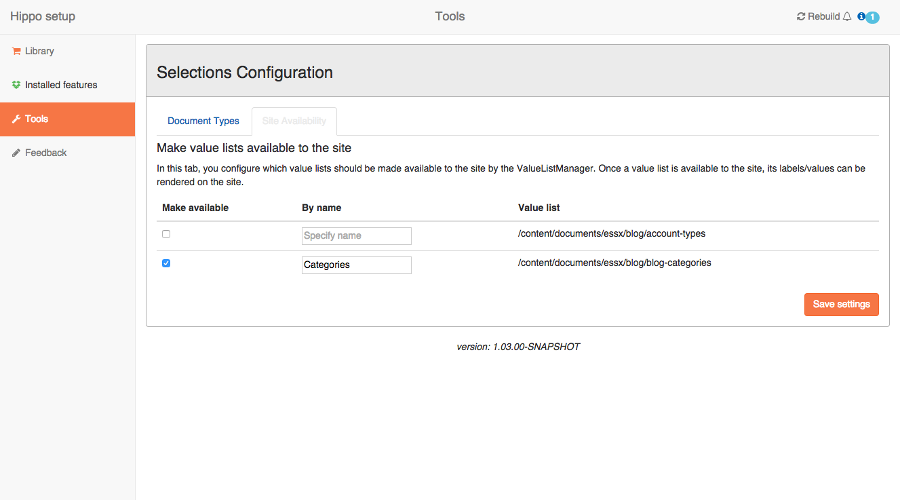 Hippo setup
Tools
Rebuild
1
Library
Installed features
Tools
Feedback
Selections Configuration
Document Types
Site Availability
Make value lists available to the site
In this tab, you configure which value lists should be made available to the site by the ValueListManager. Once a value list is available to the site, its labels/values can be
rendered on the site.
Make available By name Value list
Specify name /content/documents/essx/blog/account-types
Categories /content/documents/essx/blog/blog-categories
Save settings
version: 1.03.00-SNAPSHOT